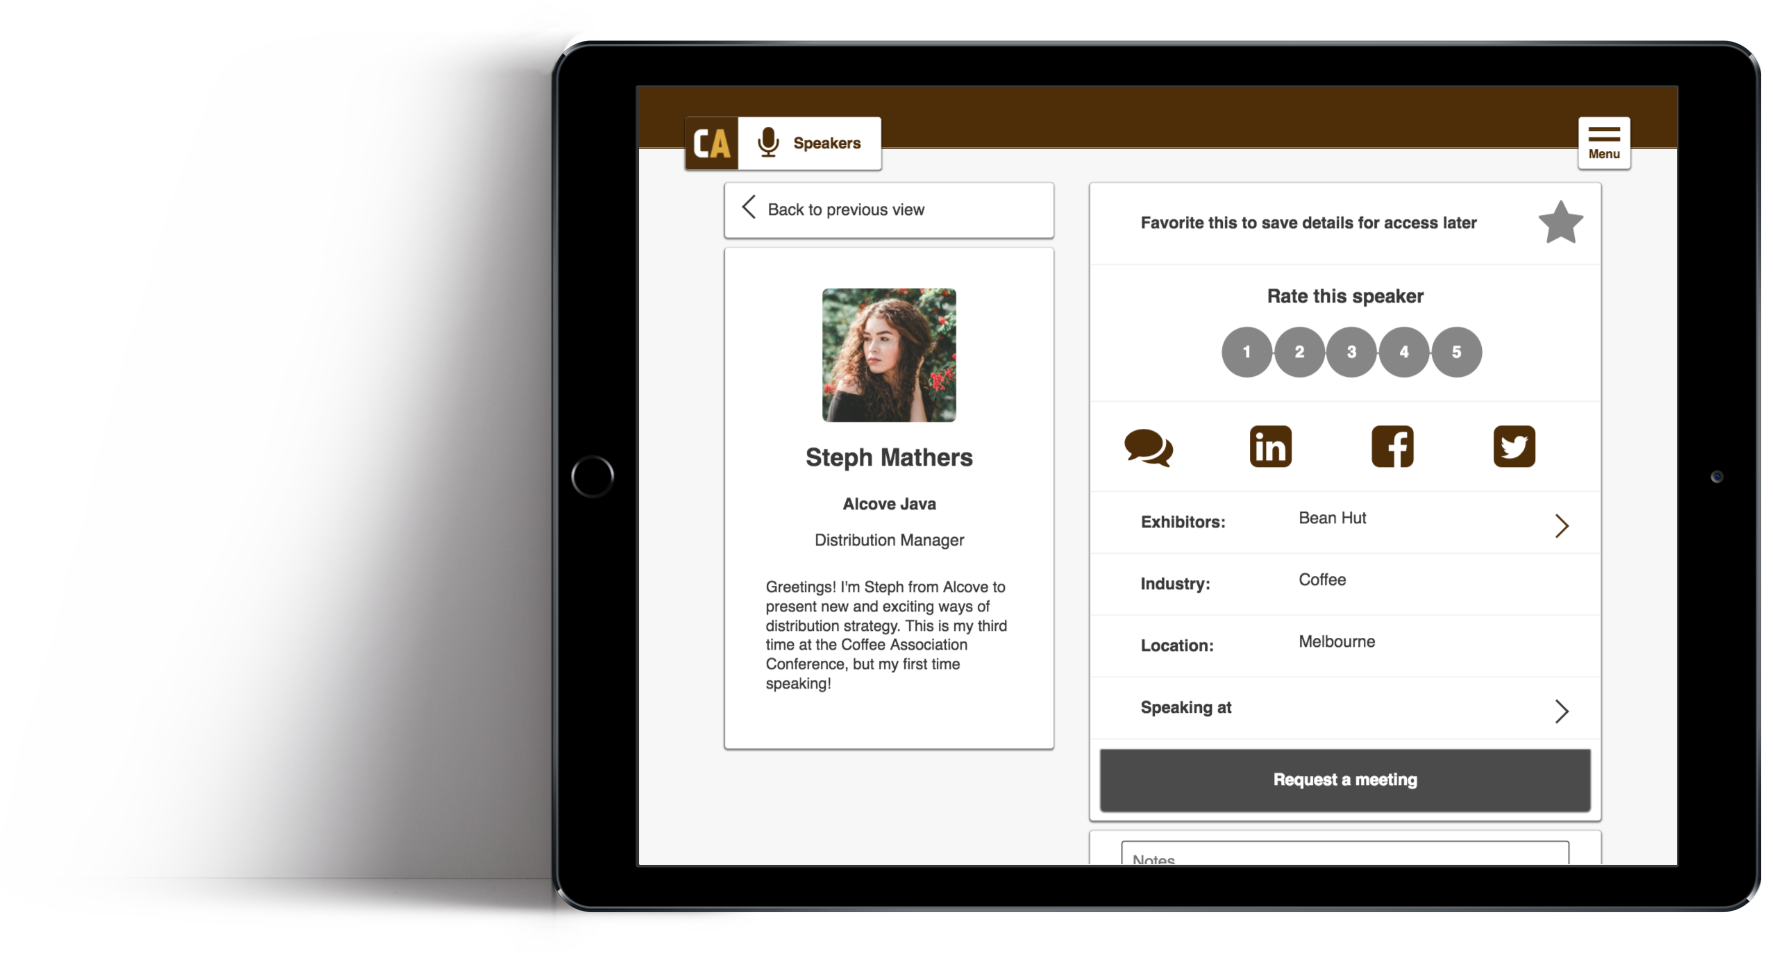 CA
Speakers
Menu
Back to previous view
Steph Mathers
Alcove Java
Distribution Manager
Greetings! I'm Steph from Alcove to
present new and exciting ways of
distribution strategy. This is my third
time at the Coffee Association
Conference, but my first time
speaking!
Favorite this to save details for access later
Rate this speaker
1 2 3 4 5
in f
Exhibitors: Bean Hut
Industry: Coffee
Location: Melbourne
Speaking at
Request a meeting
Notes